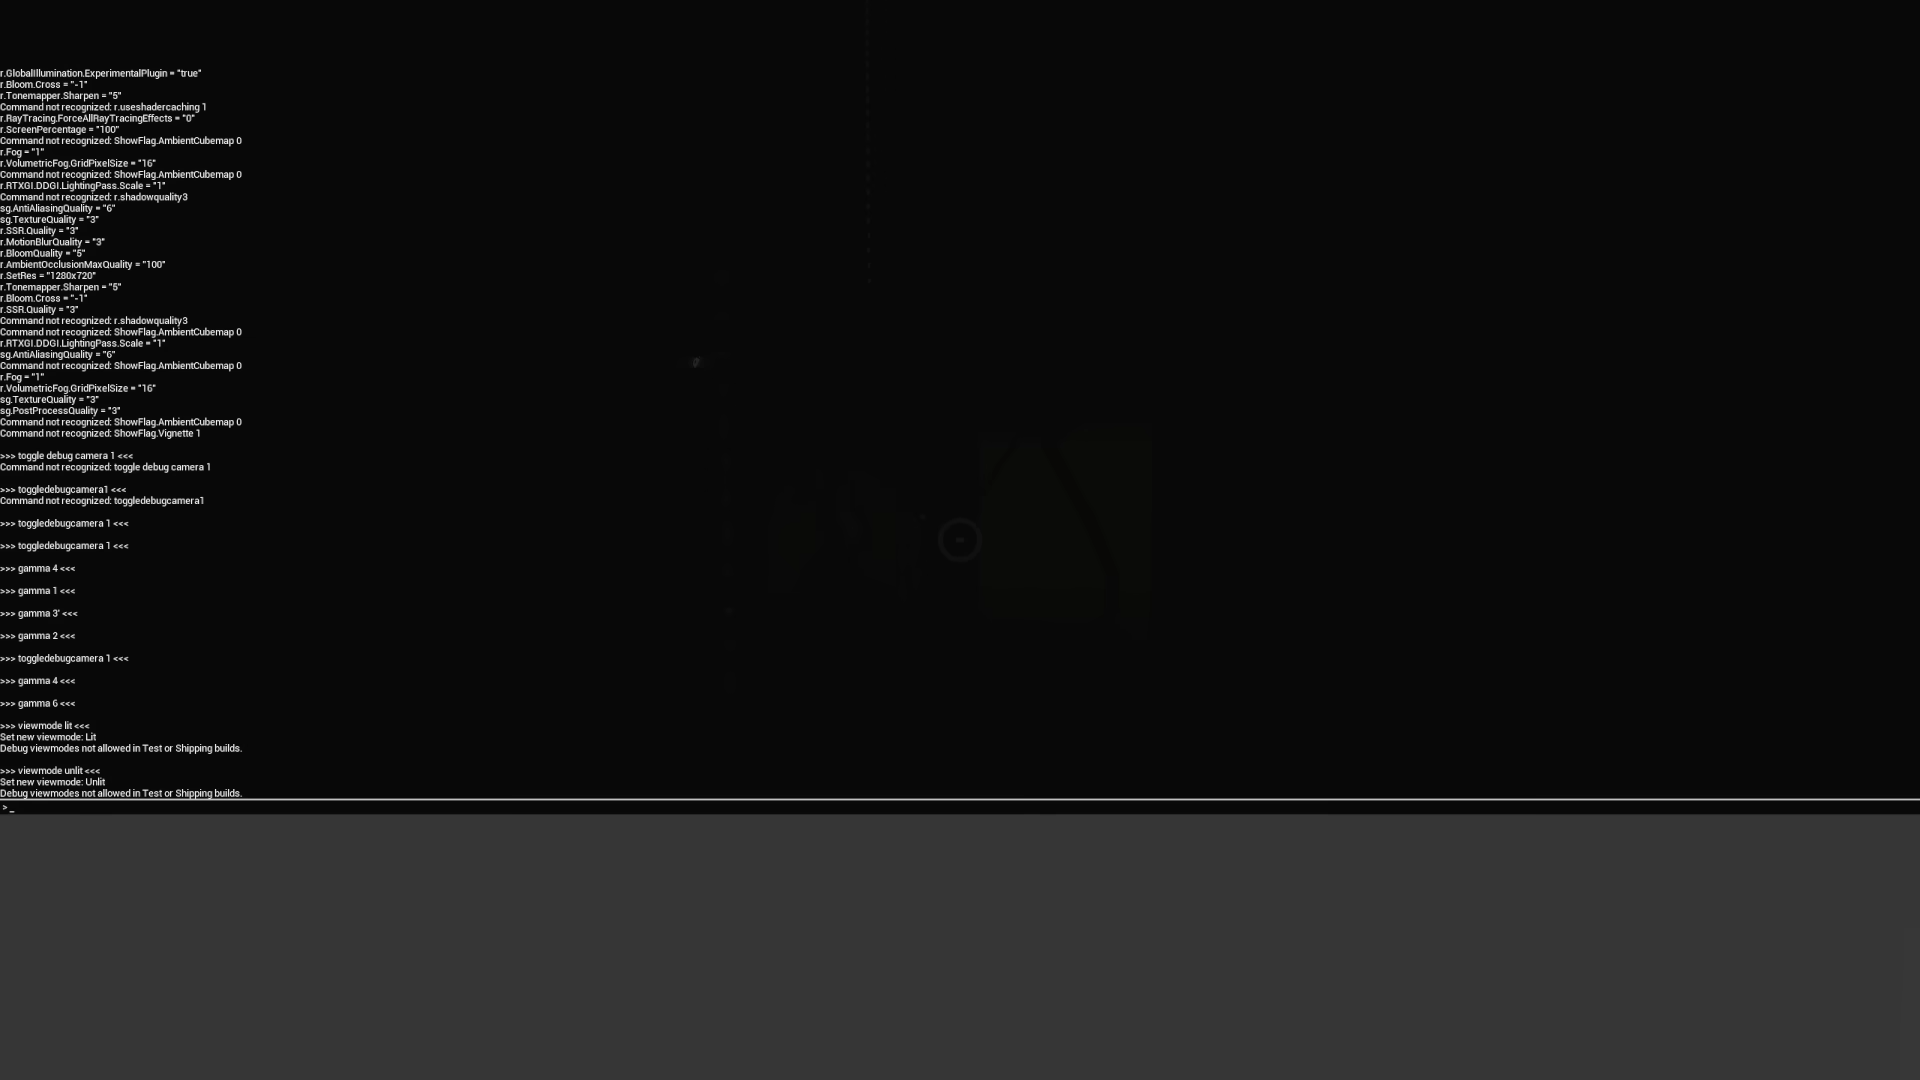 r.GlobalIllumination.ExperimentalPlugin = "true"
r.Bloom.Cross = "-1"
r.Tonemapper.Sharpen = "5"
Command not recognized: r.useshadercaching 1
r.RayTracing.ForceAllRayTracingEffects = "0"
r.ScreenPercentage = "100"
Command not recognized: ShowFlag.AmbientCubemap 0
r.Fog = "1"
r.VolumetricFog.GridPixelSize = "16"
Command not recognized: ShowFlag.AmbientCubemap 0
r.RTXGI.DDGI.LightingPass.Scale = "1"
Command not recognized: r.shadowquality3
sg.AntiAliasingQuality = "6"
sg.TextureQuality = "3"
r.SSR.Quality = "3"
r.MotionBlurQuality = "3"
r.BloomQuality = "5"
r.AmbientOcclusionMaxQuality = "100"
r.SetRes = "1280x720"
r.Tonemapper.Sharpen = "5"
r.Bloom.Cross = "-1"
r.SSR.Quality = "3"
Command not recognized: r.shadowquality3
Command not recognized: ShowFlag.AmbientCubemap 0
r.RTXGI.DDGI.LightingPass.Scale = "1"
sg.AntiAliasingQuality = "6"
Command not recognized: ShowFlag.AmbientCubemap 0
r.Fog = "1"
r.VolumetricFog.GridPixelSize = "16"
sg.TextureQuality = "3"
sg.PostProcessQuality = "3"
Command not recognized: ShowFlag.AmbientCubemap 0
Command not recognized: ShowFlag.Vignette 1
>>> toggle debug camera 1 <<<
Command not recognized: toggle debug camera 1
>>> toggledebugcamera1 <<<
Command not recognized: toggledebugcamera1
>>> toggledebugcamera 1 <<<
>>> toggledebugcamera 1 <<<
>>> gamma 4 <<<
>>> gamma 1 <<<
>>> gamma 3' <<<
>>> gamma 2 <<<
>>> toggledebugcamera 1 <<<
>>> gamma 4 <<<
>>> gamma 6 <<<
>>> viewmode lit <<<
Set new viewmode: Lit
Debug viewmodes not allowed in Test or Shipping builds.
>>> viewmode unlit <<<
Set new viewmode: Unlit
Debug viewmodes not allowed in Test or Shipping builds.
> _